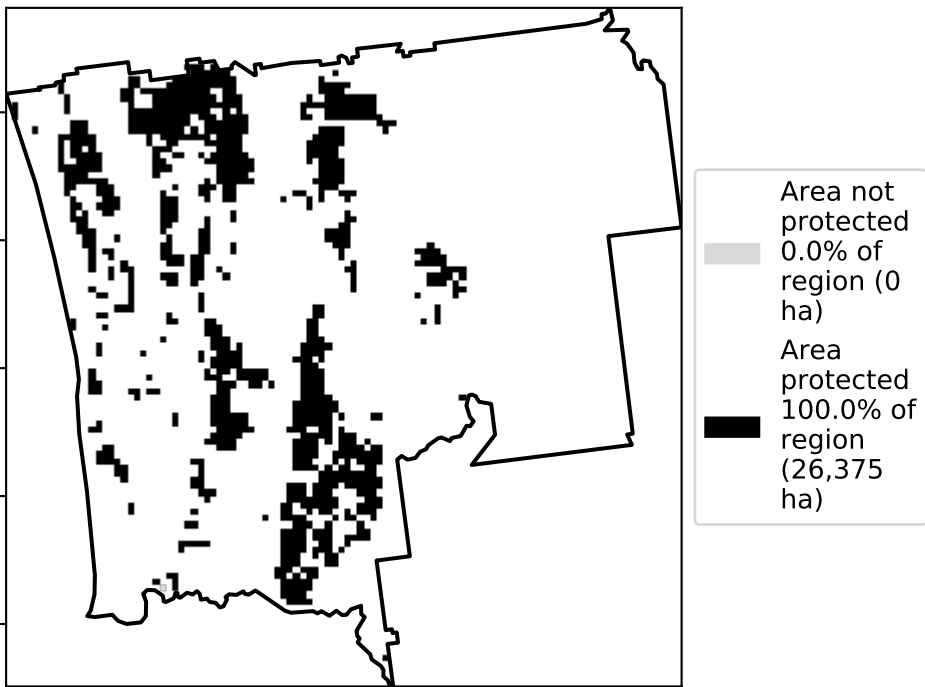 Area not
protected
0.0% of
region (0
ha)
Area
protected
100.0% of
region
(26,375
ha)